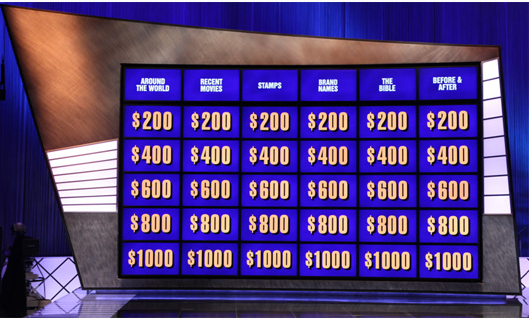 AROUND THE WORLD RECENT MOVIES STAMPS BRAND NAMES THE BIBLE BEFORE & AFTER
$200 $200 $200 $200 $200 $200
$400 $400 $400 $400 $400 $400
$600 $600 $600 $600 $600 $600
$800 $800 $800 $800 $800 $800
$1000 $1000 $1000 $1000 $1000 $1000